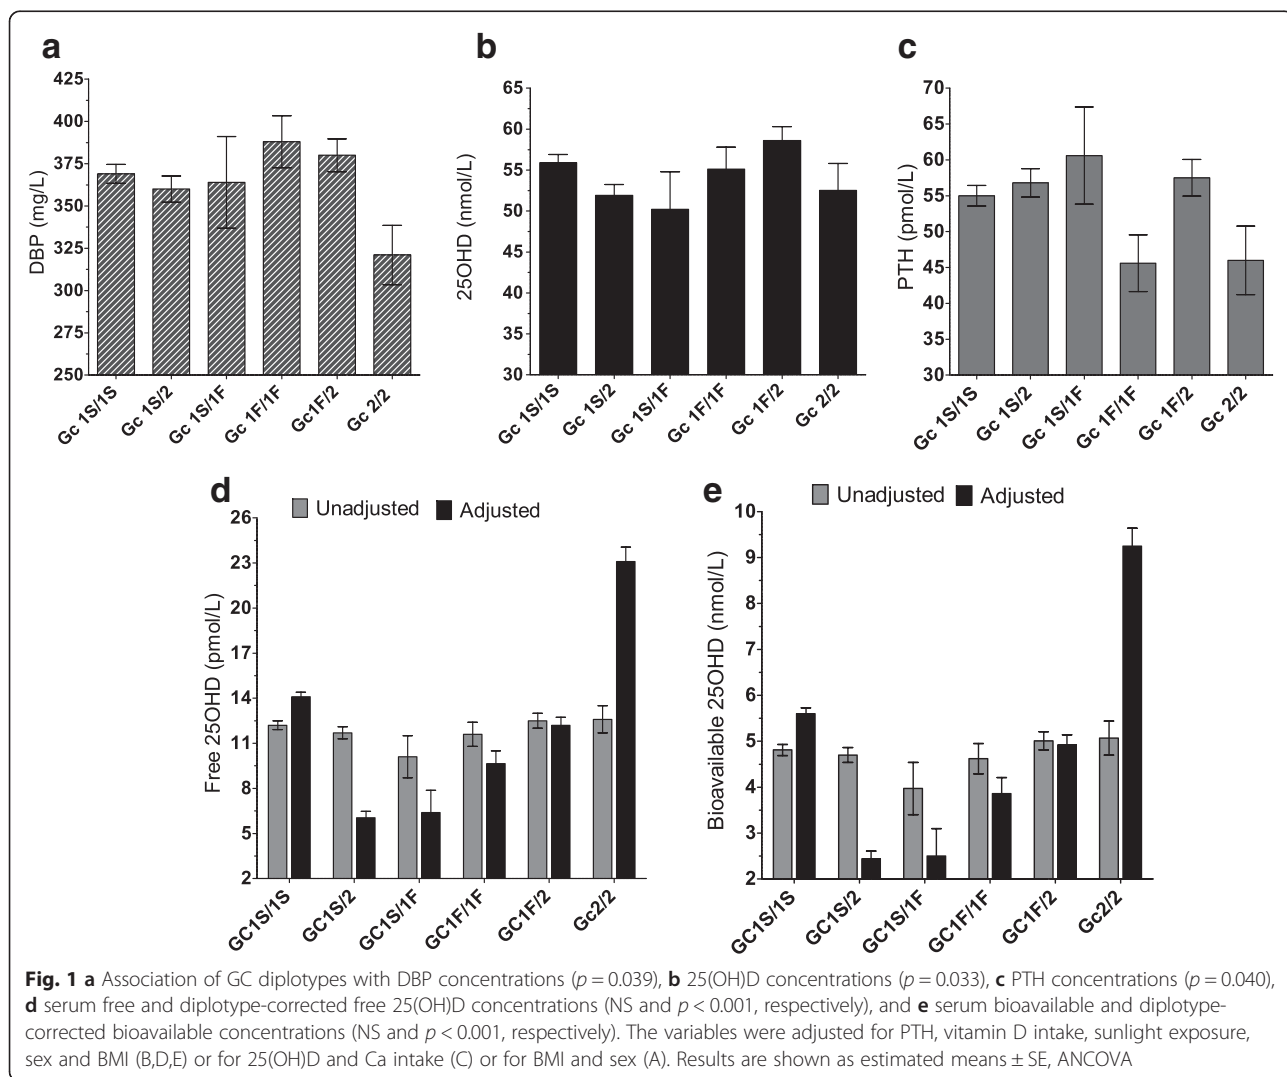 a
425
400
375
350
325
300
275
250
DBP (mg/L)
Gc 1S/1S
Gc 1S/2
Gc 1S/1F
Gc 1F/1F
Gc1F/2
Gc 2/2
b
65
60
55
50
45
40
35
30
25OHD (nmol/L)
Gc 1S/1S
Gc 1S/2
Gc 1S/1F
Gc 1F/1F
Gc 1F/2
Gc 2/2
c
70
65
60
55
50
45
40
35
30
PTH (pmol/L)
Gc 1S/1S
Gc 1S/2
Gc 1S/1F
Gc 1F/1F
Gc 1F/2
Gc 2/2
d
Unadjusted Adjusted
26
23
20
17
14
11
8
5
2
Free 25OHD (pmol/L)
GC1S/1S
GC1S/2
GC1S/1F
GC1F/1F
GC1F/2
Gc2/2
e
Unadjusted Adjusted
10
9
8
7
6
5
4
3
2
Bioavailable 25OHD (nmol/L)
GC1S/1S
GC1S/2
GC1S/1F
GC1F/1F
GC1F/2
Gc2/2
Fig. 1 a Association of GC diplotypes with DBP concentrations (p = 0.039), b 25(OH)D concentrations (p = 0.033), c PTH concentrations (p = 0.040),
d serum free and diplotype-corrected free 25(OH)D concentrations (NS and p < 0.001, respectively), and e serum bioavailable and diplotype-
corrected bioavailable concentrations (NS and p < 0.001, respectively). The variables were adjusted for PTH, vitamin D intake, sunlight exposure,
sex and BMI (B,D,E) or for 25(OH)D and Ca intake (C) or for BMI and sex (A). Results are shown as estimated means ± SE, ANCOVA